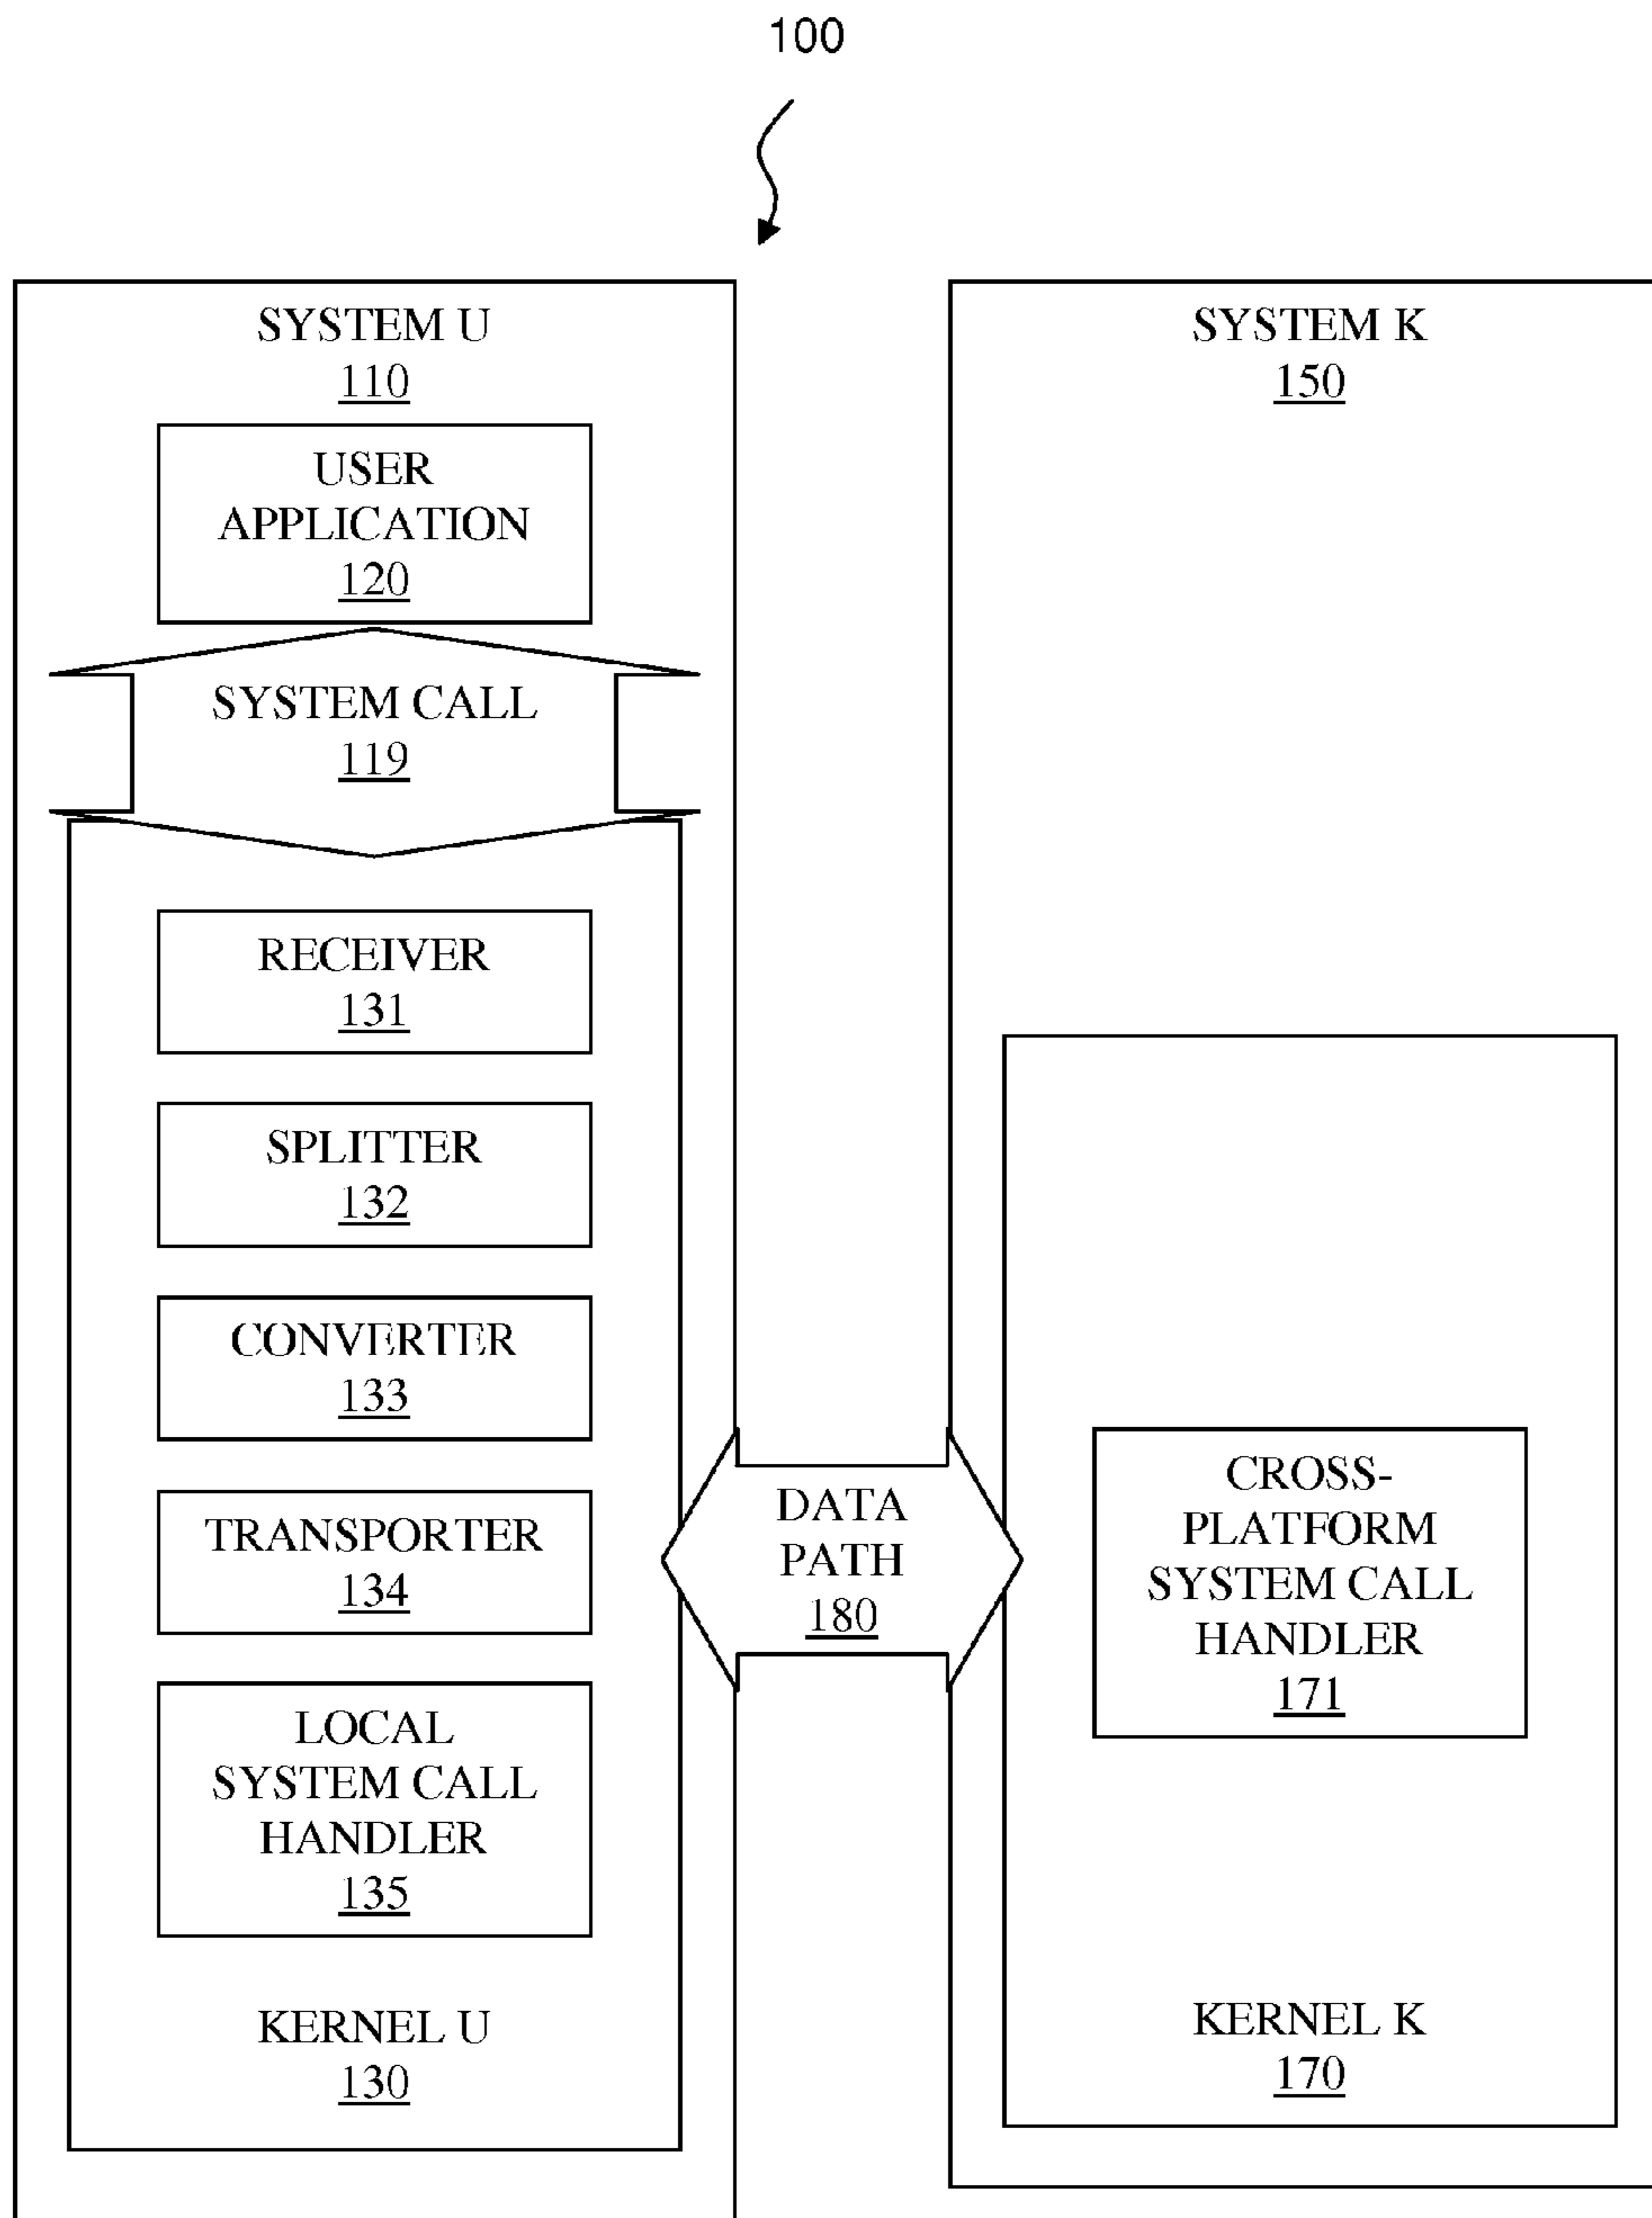 100
SYSTEM U
110
USER
APPLICATION
120
SYSTEM CALL
119
RECEIVER
131
SPLITTER
132
CONVERTER
133
TRANSPORTER
134
LOCAL
SYSTEM CALL
HANDLER
135
KERNEL U
130
DATA
PATH
180
SYSTEM K
150
CROSS-
PLATFORM
SYSTEM CALL
HANDLER
171
KERNEL K
170